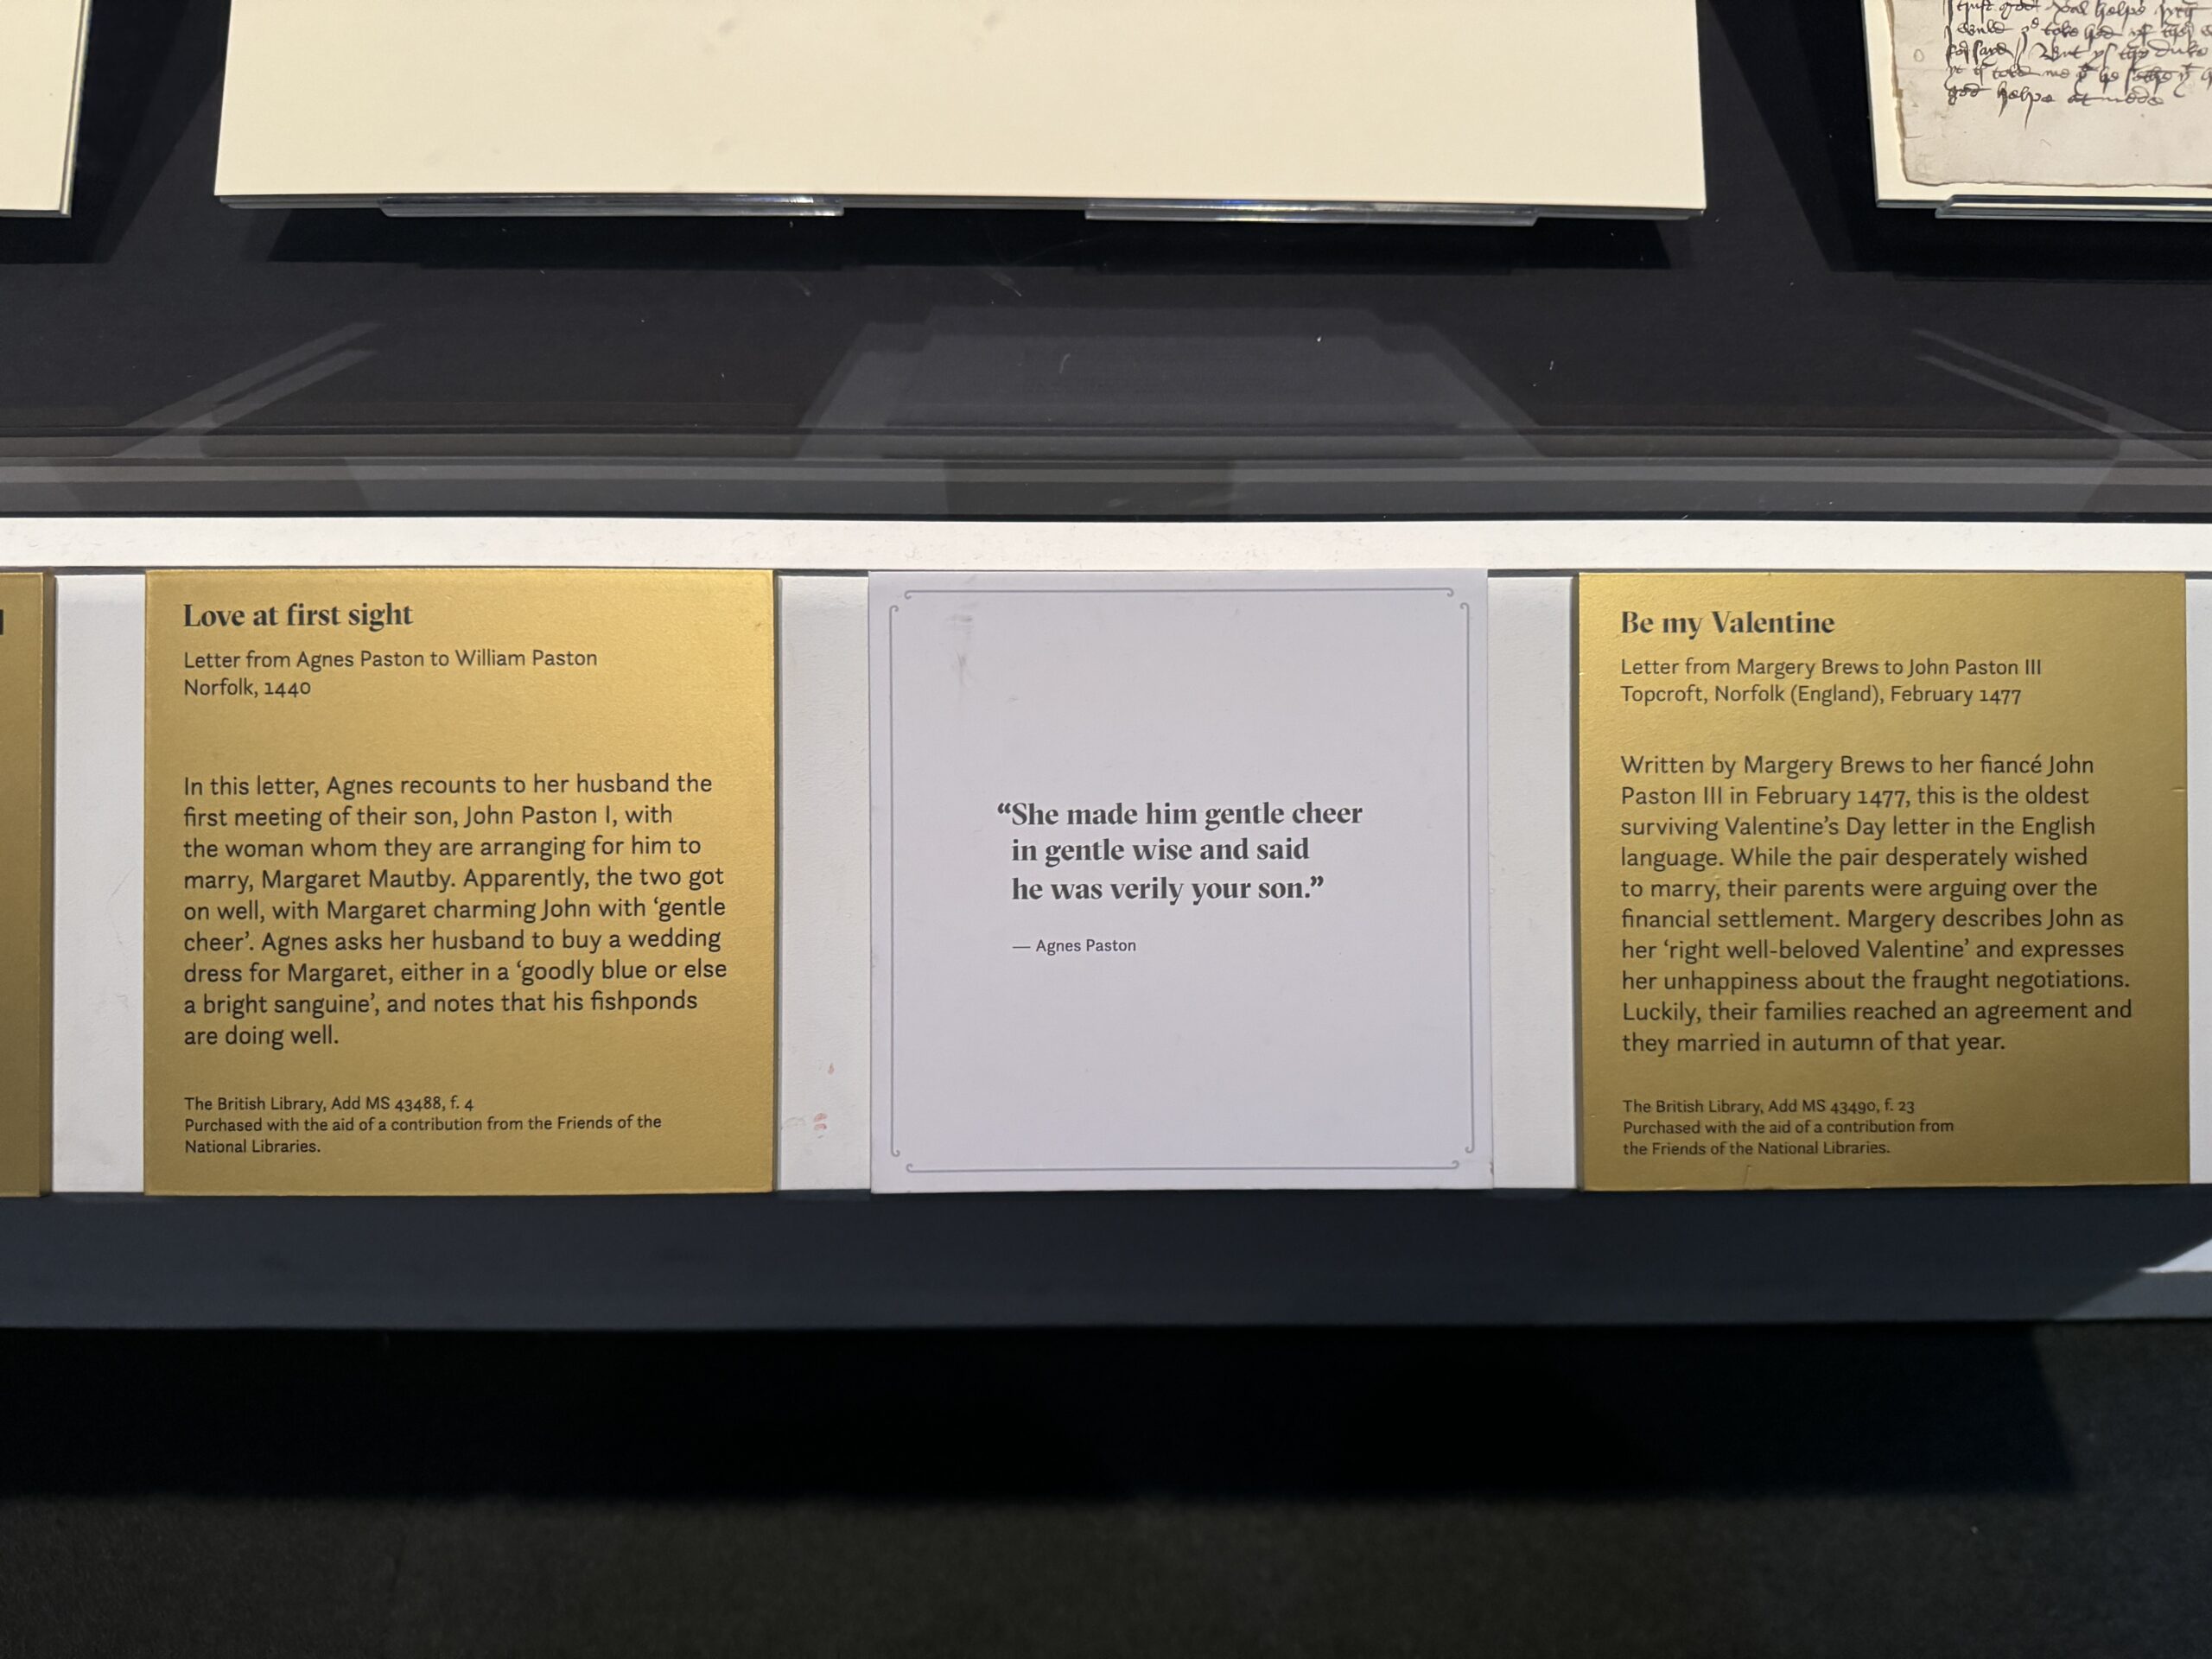 god helpe at nede
Love at first sight
Letter from Agnes Paston to William Paston
Norfolk, 1440
In this letter, Agnes recounts to her husband the
first meeting of their son, John Paston I, with
the woman whom they are arranging for him to
marry, Margaret Mautby. Apparently, the two got
on well, with Margaret charming John with ‘gentle
cheer’. Agnes asks her husband to buy a wedding
dress for Margaret, either in a ‘goodly blue or else
a bright sanguine’, and notes that his fishponds
are doing well.
The British Library, Add MS 43488, f. 4
Purchased with the aid of a contribution from the Friends of the
National Libraries.
“She made him gentle cheer
in gentle wise and said
he was verily your son.”
— Agnes Paston
Be my Valentine
Letter from Margery Brews to John Paston III
Topcroft, Norfolk (England), February 1477
Written by Margery Brews to her fiancé John
Paston III in February 1477, this is the oldest
surviving Valentine’s Day letter in the English
language. While the pair desperately wished
to marry, their parents were arguing over the
financial settlement. Margery describes John as
her ‘right well-beloved Valentine’ and expresses
her unhappiness about the fraught negotiations.
Luckily, their families reached an agreement and
they married in autumn of that year.
The British Library, Add MS 43490, f. 23
Purchased with the aid of a contribution from
the Friends of the National Libraries.